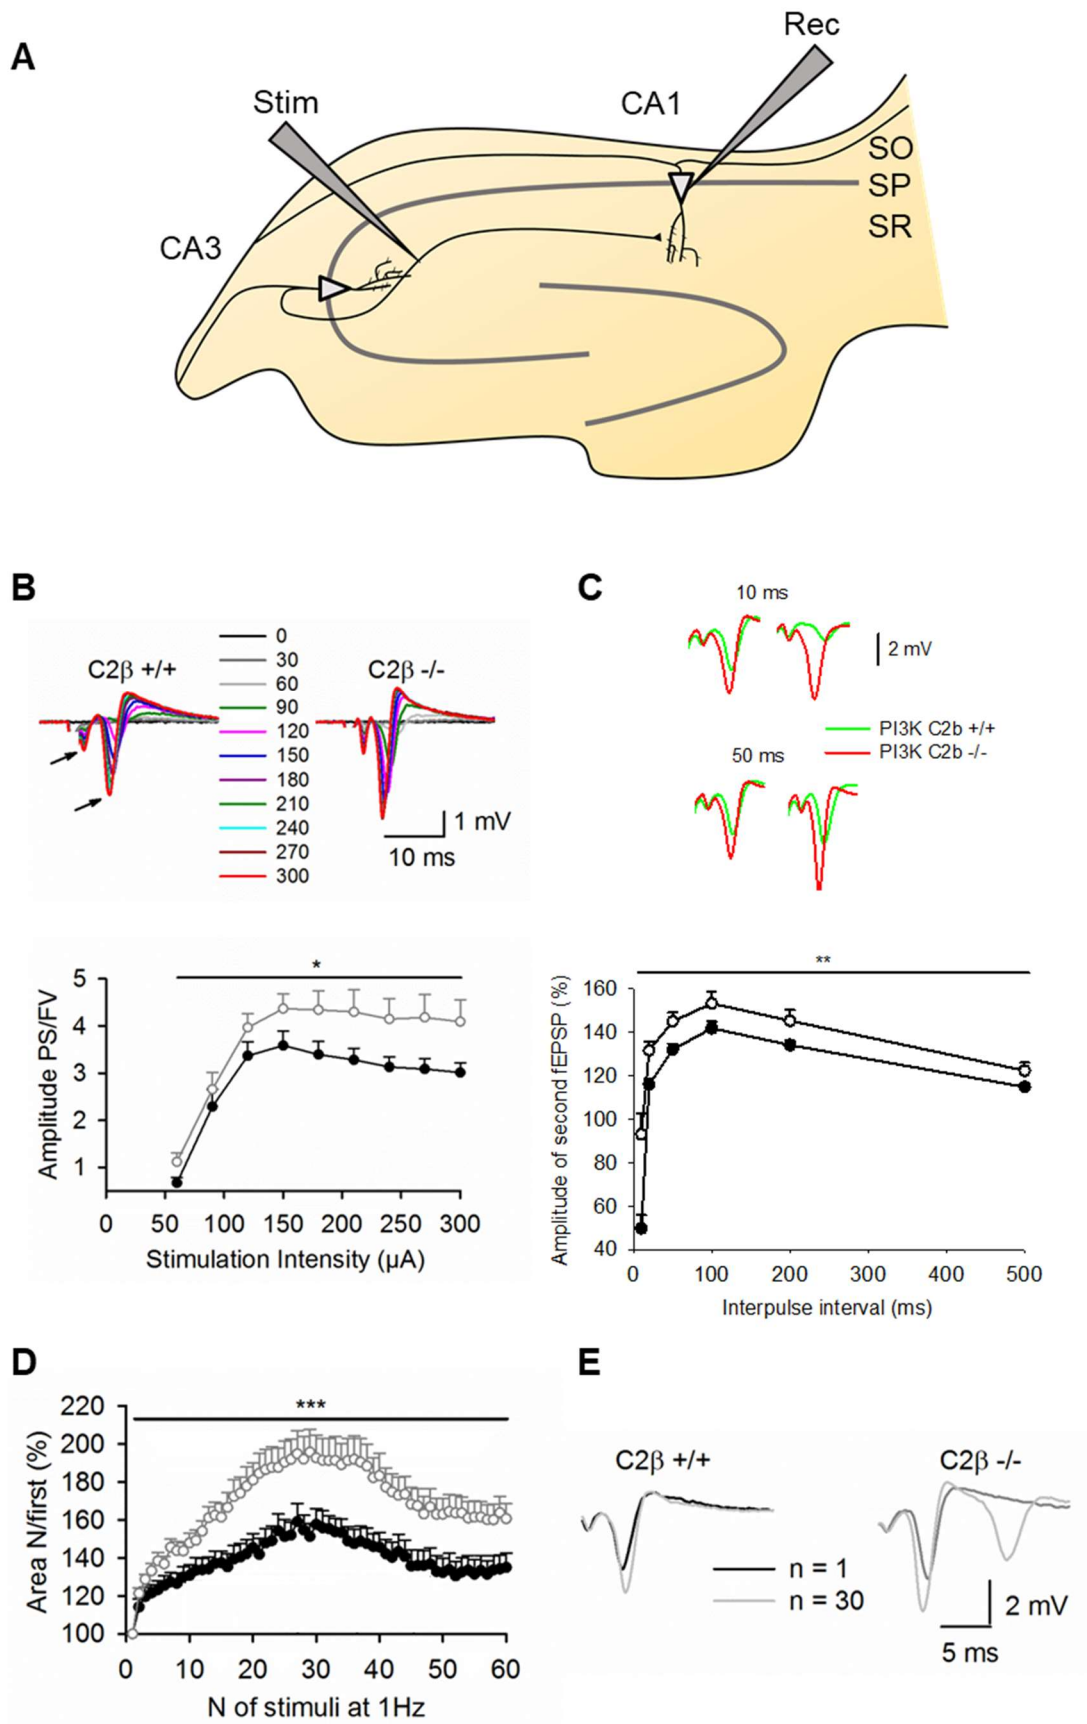 A
Rec
Stim
CA1
SO
SP
SR
CA3
B
C2β +/+
C2β -/-
0
30
60
90
120
150
180
210
240
270
300
1 mV
10 ms
*
5
4
3
2
1
Amplitude PS/FV
0 50 100 150 200 250 300
Stimulation Intensity (µA)
C
10 ms
2 mV
PI3K C2b +/+
PI3K C2b -/-
50 ms
**
160
140
120
100
80
60
40
Amplitude of second fEPSP (%)
0 100 200 300 400 500
Interpulse interval (ms)
D
***
220
200
180
160
140
120
100
Area N/first (%)
0 10 20 30 40 50 60
N of stimuli at 1Hz
E
C2β +/+
C2β -/-
n = 1
n = 30
2 mV
5 ms